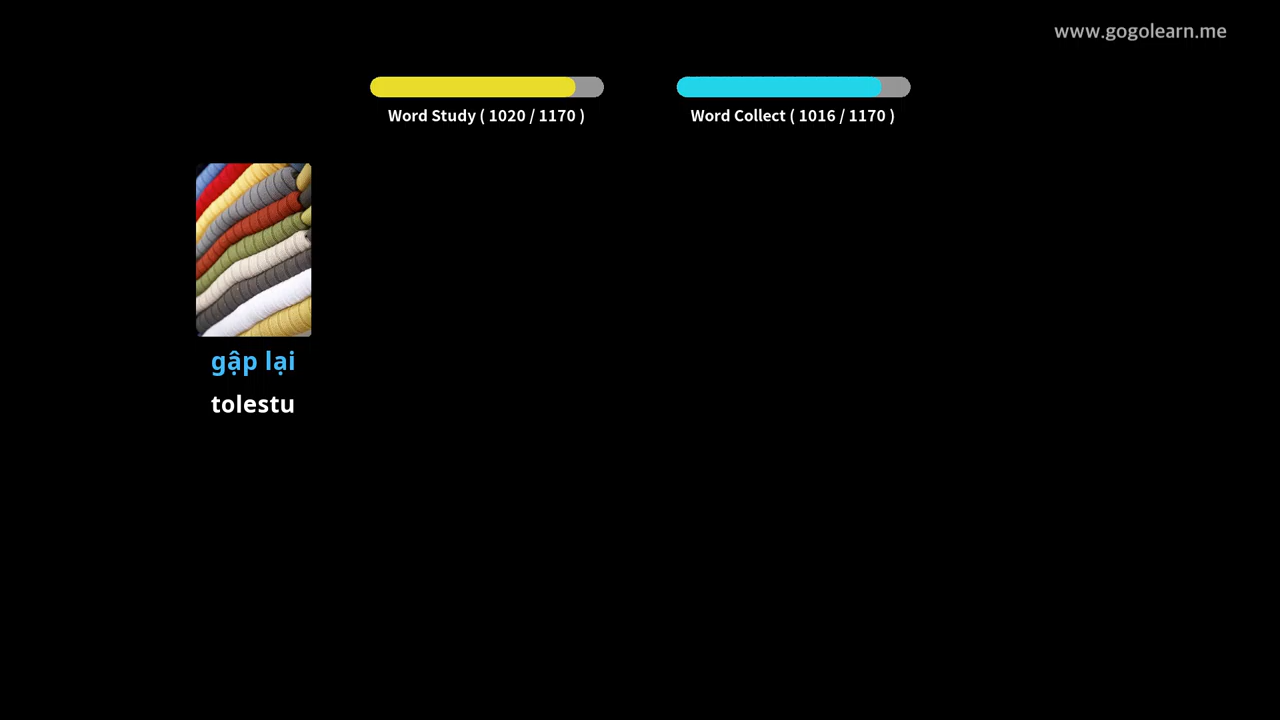 www.gogolearn.me
Word Study ( 1020 / 1170 )
Word Collect ( 1016 / 1170 )
gập lại
tolestu